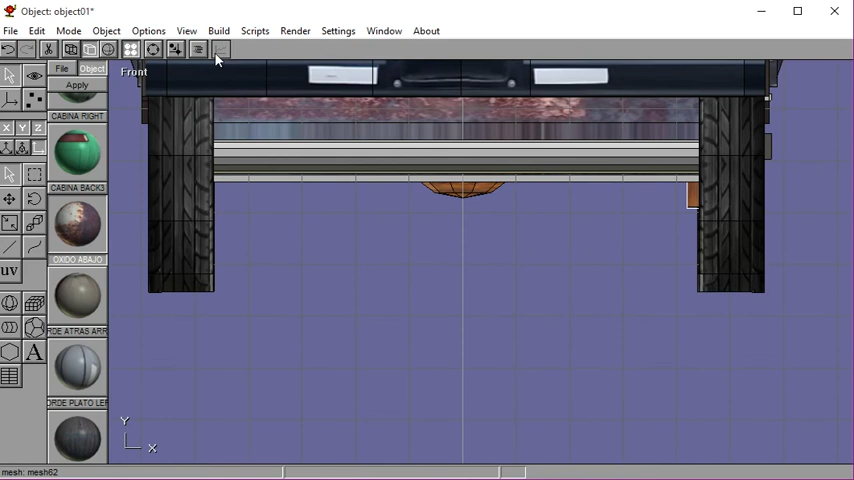 Object: object01*
File Edit Mode Object Options View Build Scripts Render Settings Window About
File Object
Apply
Front
CABINA RIGHT
X Y Z
CABINA BACK3
OXIDO ABAJO
UV
RDE ATRAS ARR
A
ORDE PLATO LEF
Y
X
mesh: mesh62